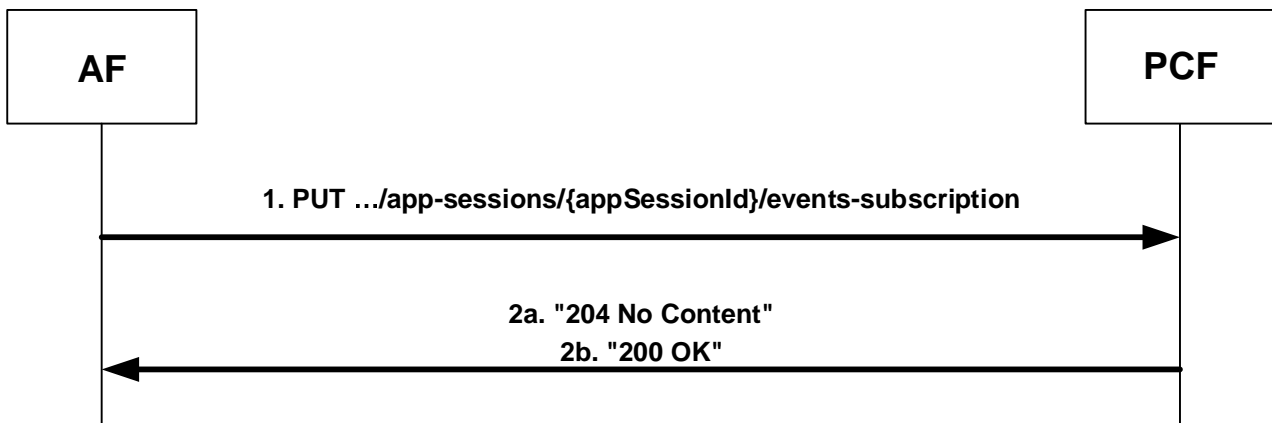 AF
PCF
1. PUT …/app-sessions/{appSessionId}/events-subscription
2a. "204 No Content"
2b. "200 OK"